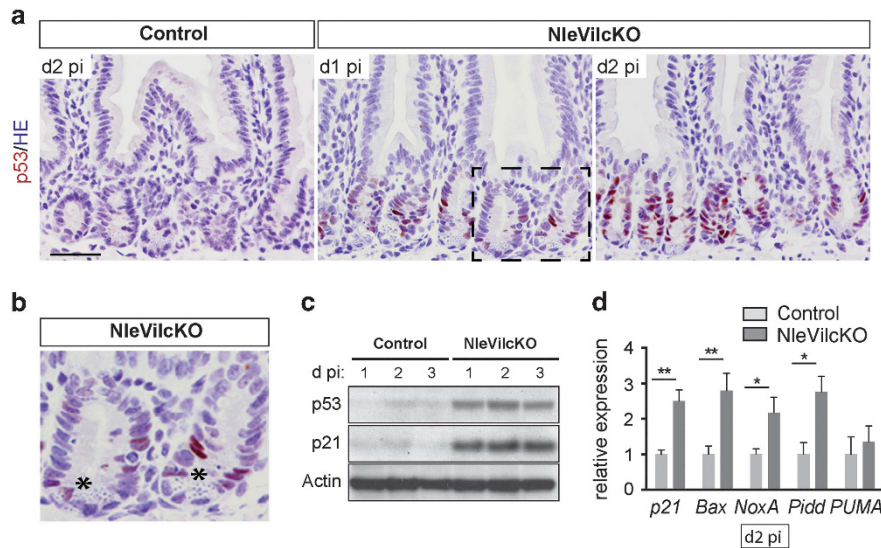 a
Control
NleVilcKO
d2 pi
d1 pi
d2 pi
p53/HE
b
NleVilcKO
*
*
c
Control
NleVilcKO
d pi:
1
2
3
1
2
3
p53
p21
Actin
d
Control
NleVilcKO
relative expression
4
3
2
1
0
**
**
*
*
p21
Bax
NoxA
Pidd
PUMA
d2 pi